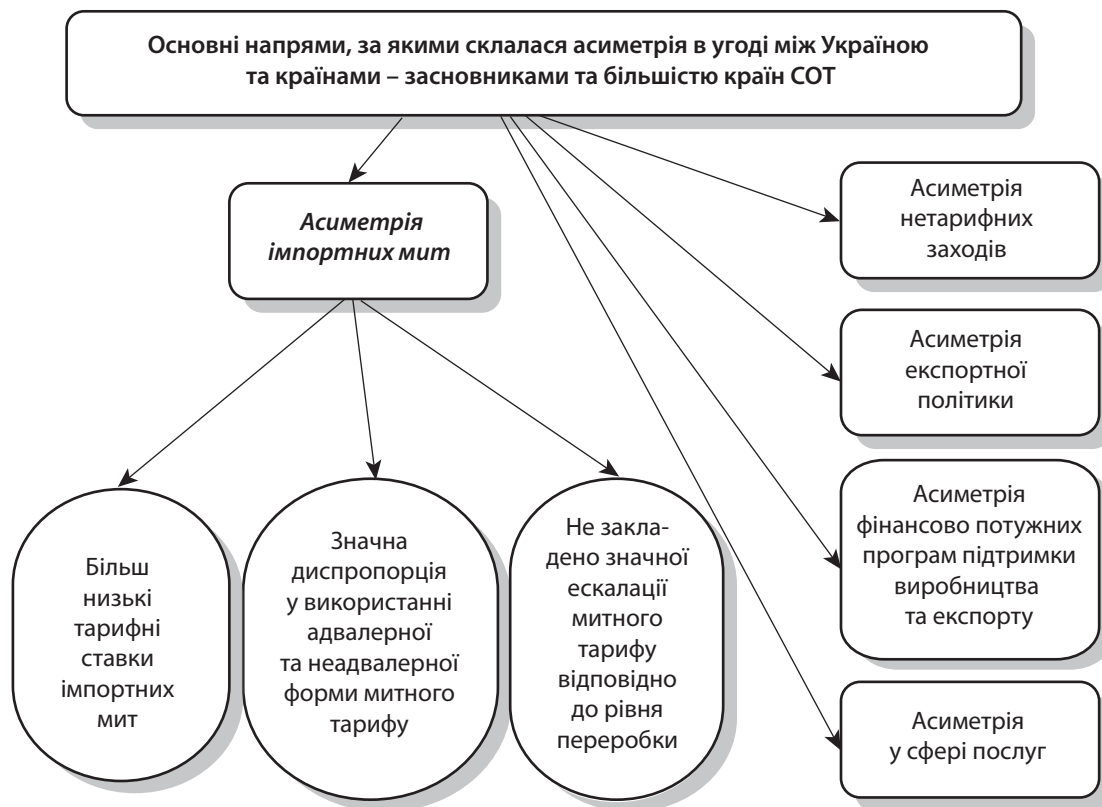 Основні напрями, за якими склалася асиметрія в угоді між Україною
та країнами – засновниками та більшістю країн СОТ
Асиметрія
імпортних мит
Асиметрія
нетарифних
заходів
Асиметрія
експортної
політики
Асиметрія
фінансово потужних
програм підтримки
виробництва
та експорту
Асиметрія
у сфері послуг
Більш
низькі
тарифні
ставки
імпортних
мит
Значна
диспропорція
у використанні
адвалерної
та неадвалерної
форми митного
тарифу
Не закла-
дено значної
ескалації
митного
тарифу
відповідно
до рівня
переробки